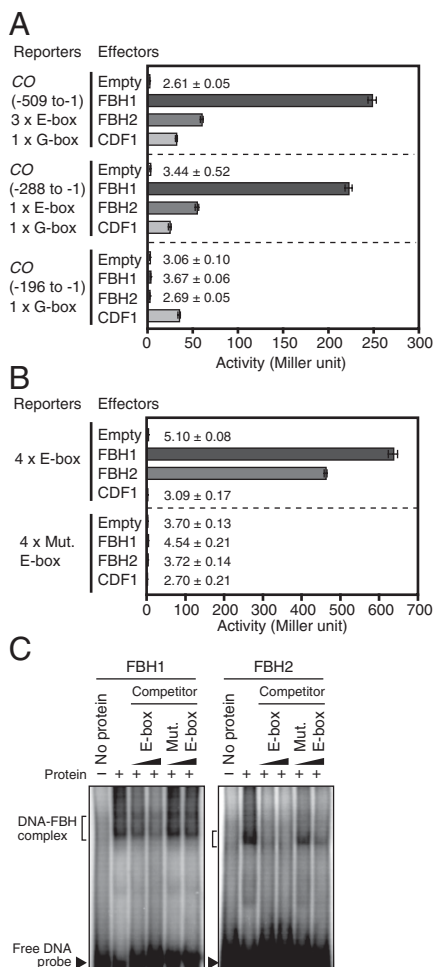 A
Reporters Effectors
CO
(-509 to-1)
3 x E-box
1 x G-box
Empty 2.61 ± 0.05
FBH1
FBH2
CDF1
CO
(-288 to -1)
1 x E-box
1 x G-box
Empty 3.44 ± 0.52
FBH1
FBH2
CDF1
CO
(-196 to -1)
1 x G-box
Empty 3.06 ± 0.10
FBH1 3.67 ± 0.06
FBH2 2.69 ± 0.05
CDF1
0 50 100 150 200 250 300
Activity (Miller unit)
B
Reporters Effectors
4 x E-box
Empty 5.10 ± 0.08
FBH1
FBH2
CDF1 3.09 ± 0.17
4 x Mut.
E-box
Empty 3.70 ± 0.13
FBH1 4.54 ± 0.21
FBH2 3.72 ± 0.14
CDF1 2.70 ± 0.21
0 100 200 300 400 500 600 700
Activity (Miller unit)
C
FBH1 FBH2
No protein Competitor E-box Mut. E-box
No protein Competitor E-box Mut. E-box
Protein – + + + + + – + + + + +
DNA-FBH
complex
Free DNA
probe